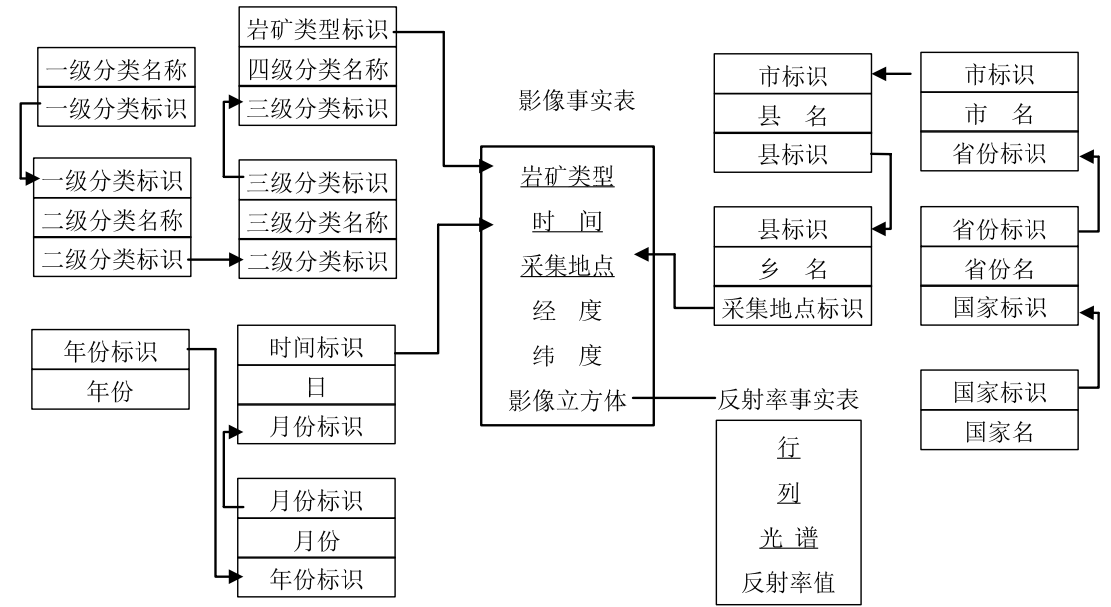 一级分类名称
一级分类标识
一级分类标识
二级分类名称
二级分类标识
岩矿类型标识
四级分类名称
三级分类标识
三级分类标识
三级分类名称
二级分类标识
年份标识
年份
时间标识
日
月份标识
月份标识
月份
年份标识
影像事实表
岩矿类型
时 间
采集地点
经 度
纬 度
影像立方体
反射率事实表
行
列
光 谱
反射率值
市标识
县 名
县标识
县标识
乡 名
采集地点标识
市标识
市 名
省份标识
省份标识
省份名
国家标识
国家标识
国家名